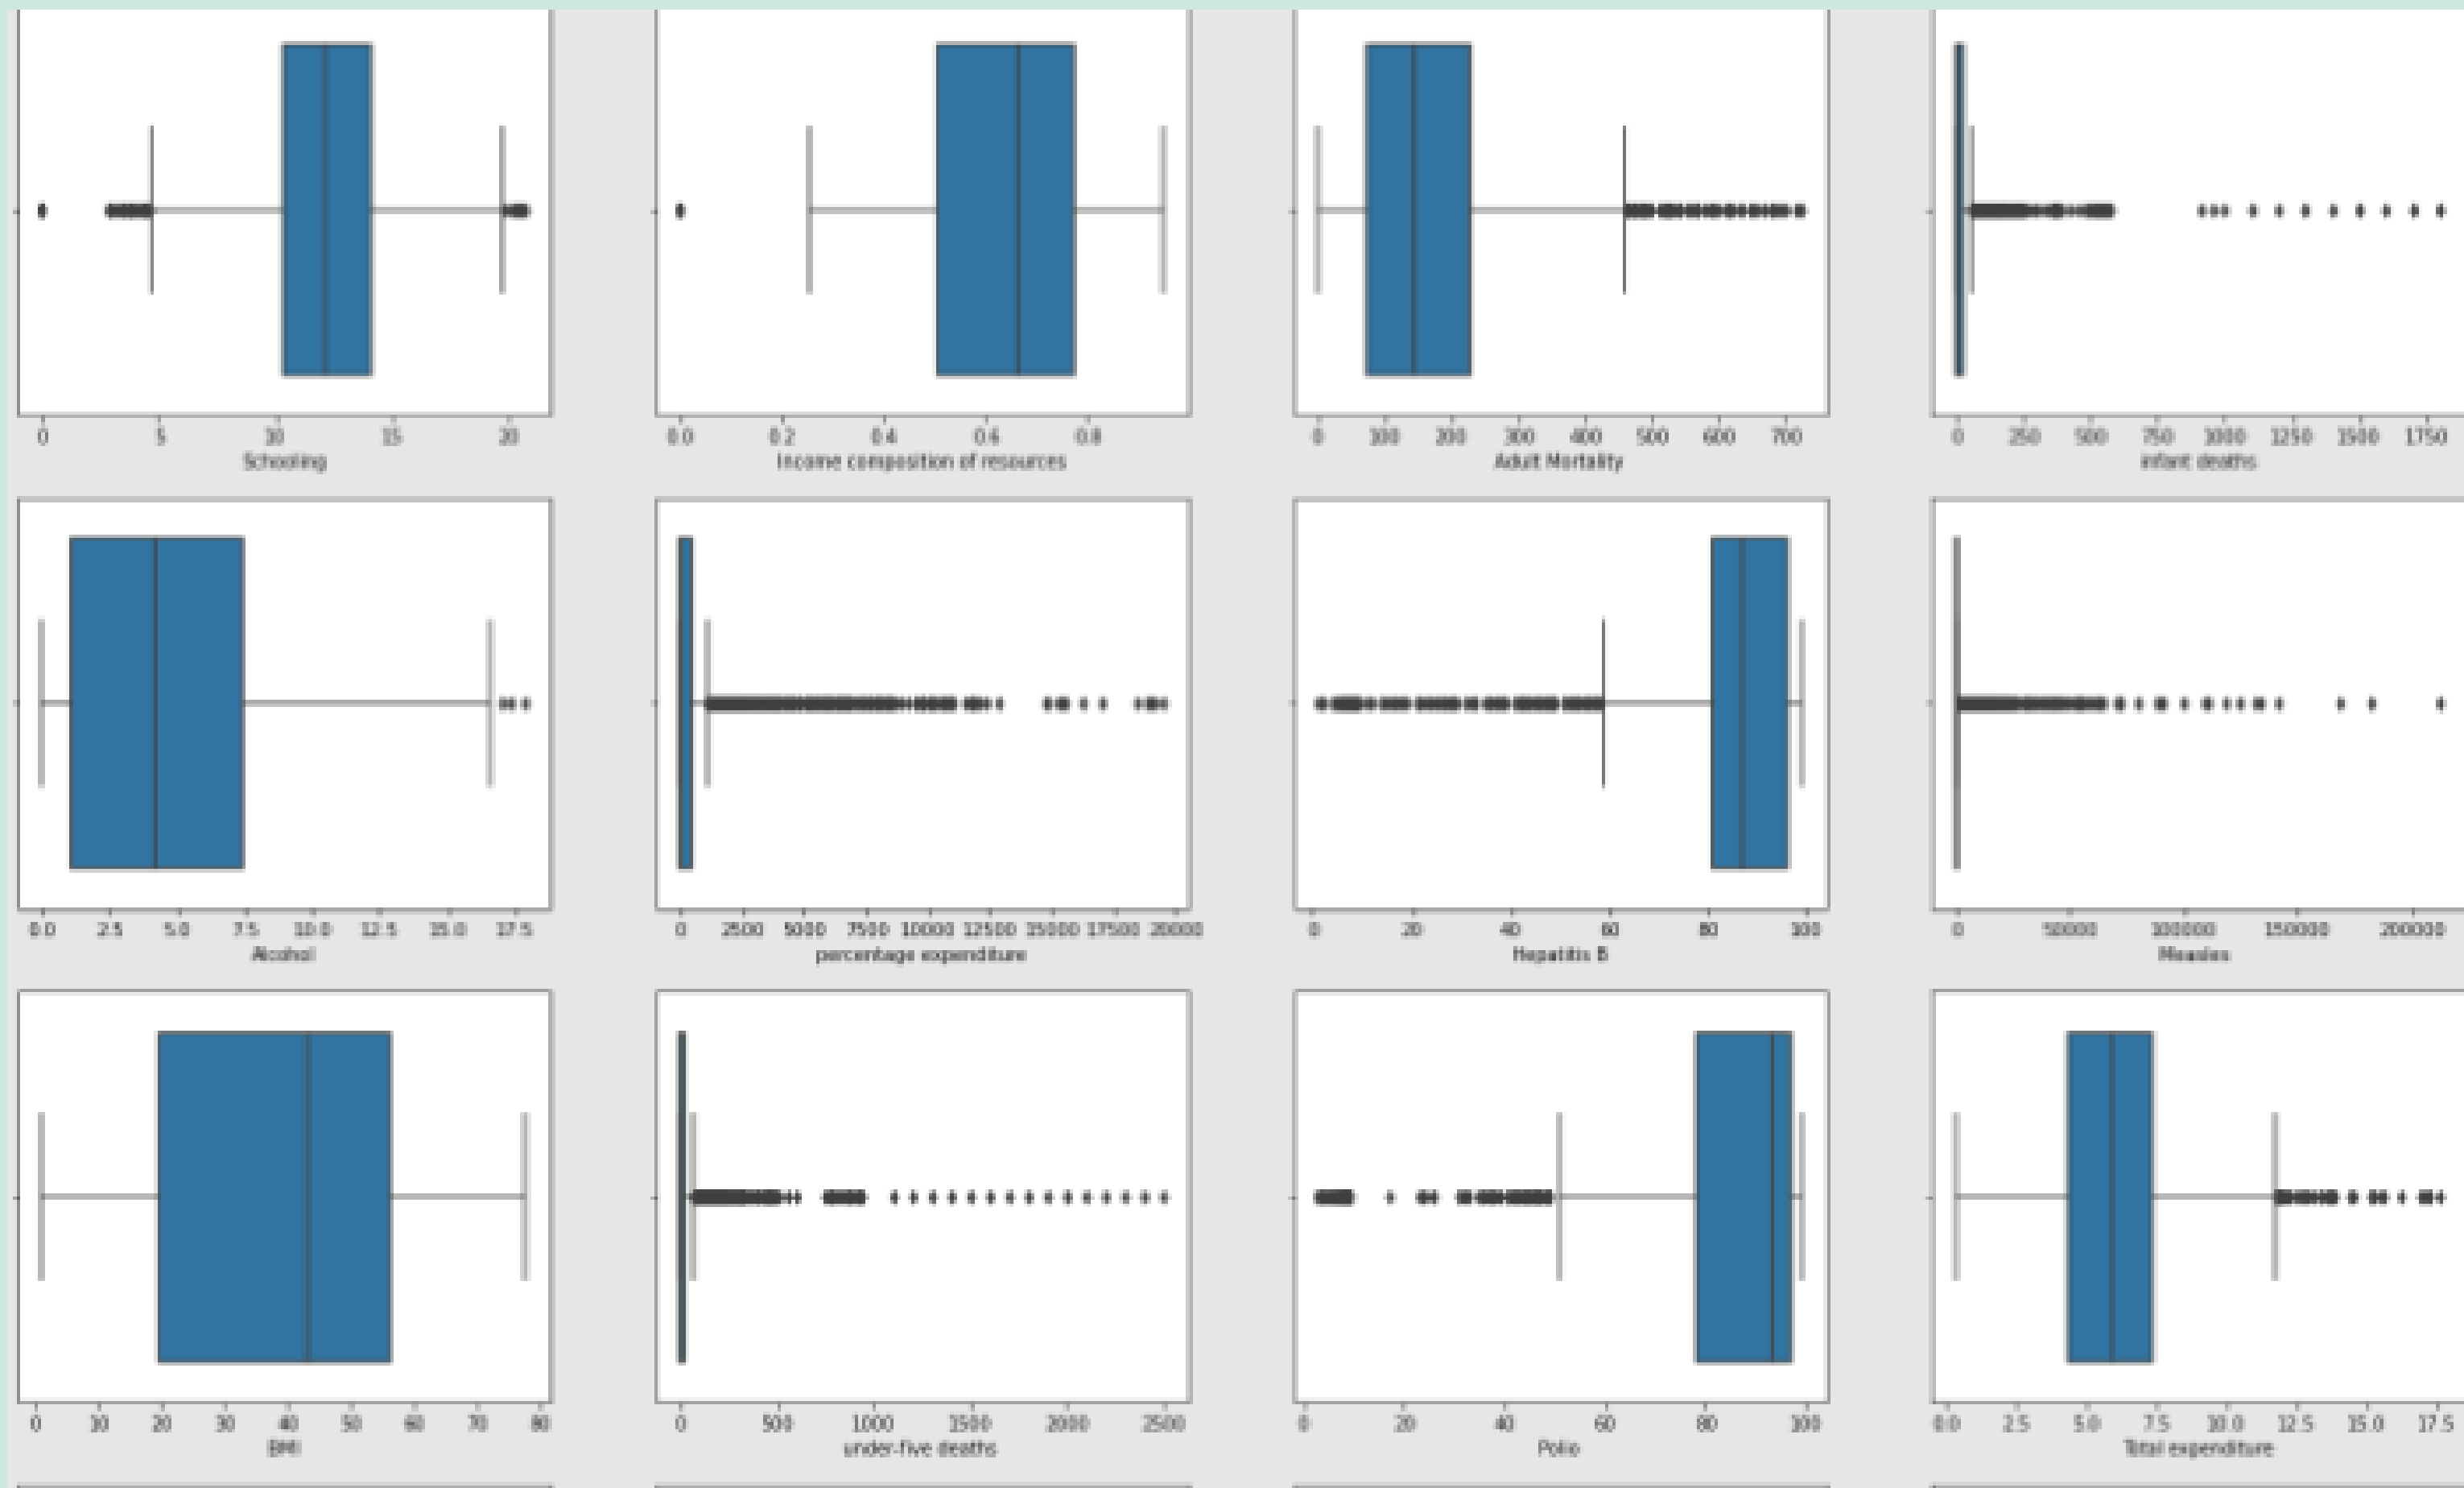 0 5 10 15 20
Schooling
0.0 0.2 0.4 0.6 0.8
Income composition of resources
0 100 200 300 400 500 600 700
Adult Mortality
0 250 500 750 1000 1250 1500 1750
infant deaths
0.0 2.5 5.0 7.5 10.0 12.5 15.0 17.5
Alcohol
0 2500 5000 7500 10000 12500 15000 17500 20000
percentage expenditure
0 20 40 60 80 100
Hepatitis B
0 50000 100000 150000 200000
Measles
0 10 20 30 40 50 60 70 80
BMI
0 500 1000 1500 2000 2500
under-five deaths
0 20 40 60 80 100
Polio
0.0 2.5 5.0 7.5 10.0 12.5 15.0 17.5
Total expenditure